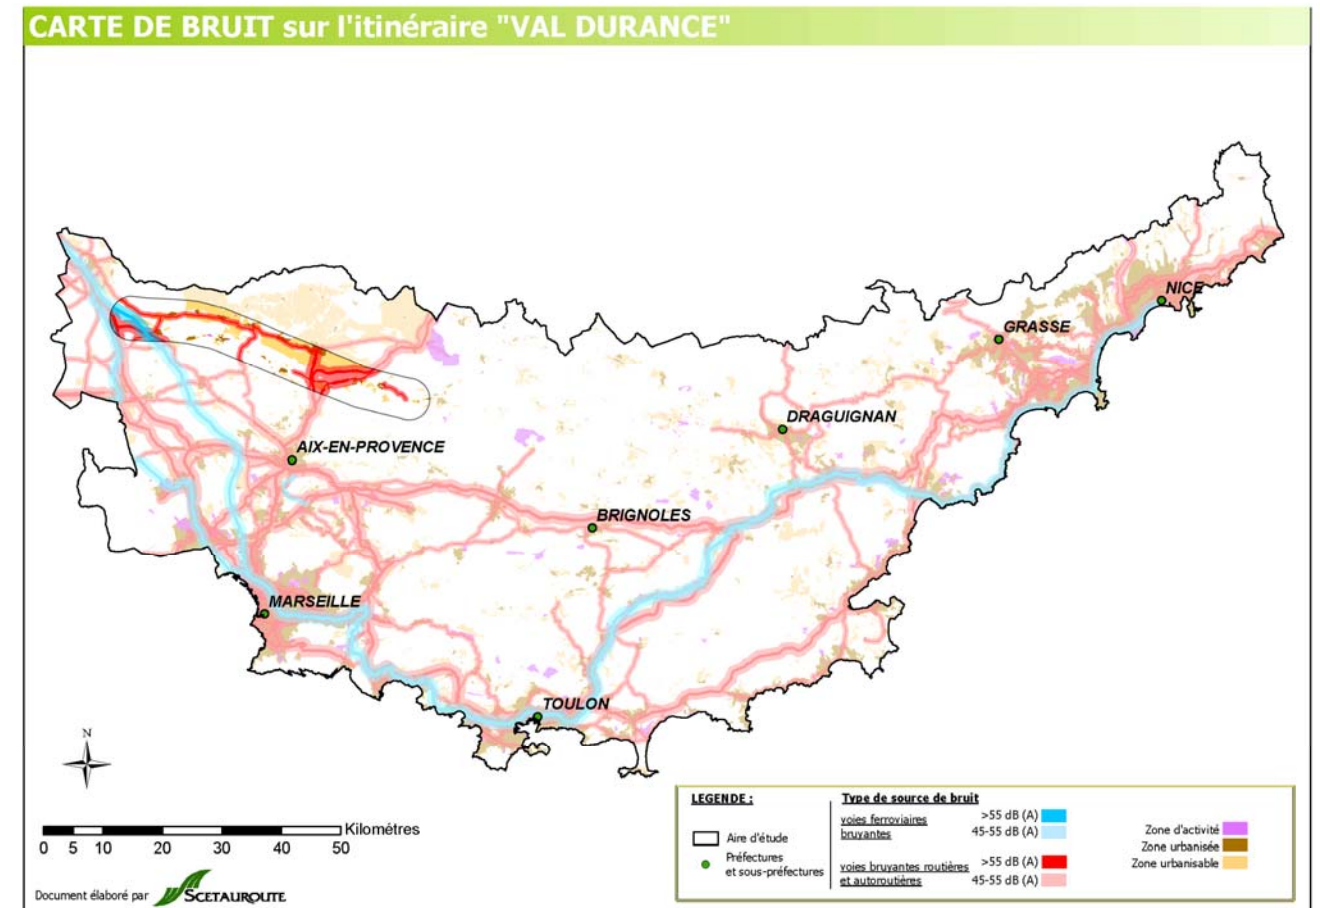 CARTE DE BRUIT sur l'itinéraire "VAL DURANCE"
NICE
GRASSE
DRAGUIGNAN
AIX-EN-PROVENCE
BRIGNOLES
MARSEILLE
TOULON
N
Kilomètres
0 5 10 20 30 40 50
Document élaboré par SCETAUROUTE
LEGENDE :
Aire d'étude
Préfectures
et sous-préfectures
Type de source de bruit
voies ferroviaires >55 dB (A)
bruyantes 45-55 dB (A)
voies bruyantes routières >55 dB (A)
et autoroutières 45-55 dB (A)
Zone d'activité
Zone urbanisée
Zone urbanisable